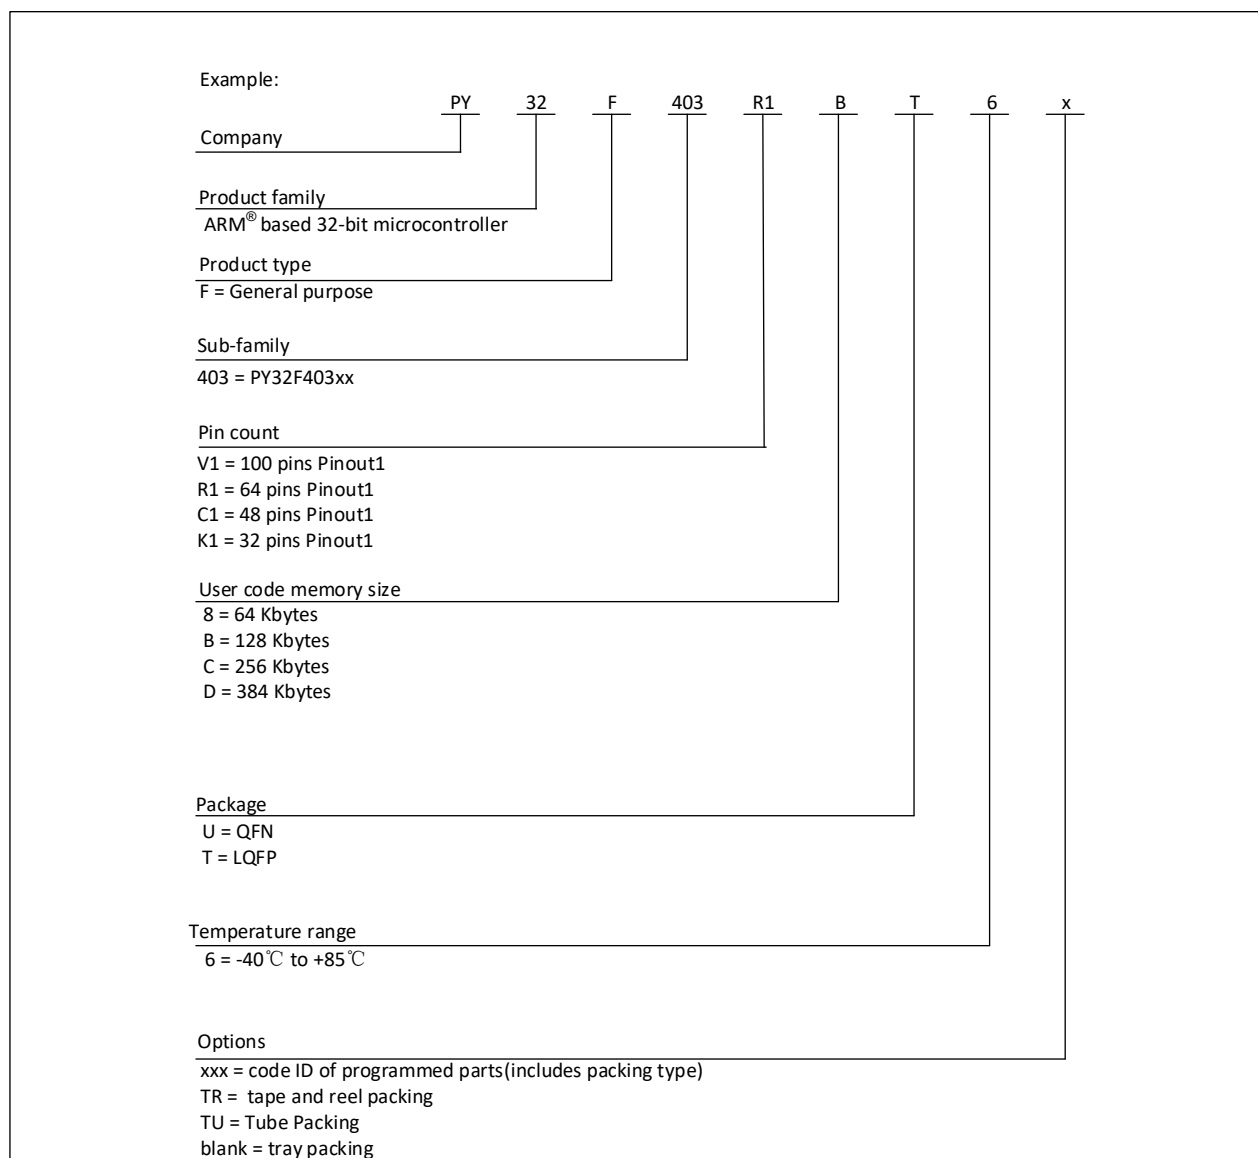 Example:
PY 32 F 403 R1 B T 6 x
Company
Product family
ARM® based 32-bit microcontroller
Product type
F = General purpose
Sub-family
403 = PY32F403xx
Pin count
V1 = 100 pins Pinout1
R1 = 64 pins Pinout1
C1 = 48 pins Pinout1
K1 = 32 pins Pinout1
User code memory size
8 = 64 Kbytes
B = 128 Kbytes
C = 256 Kbytes
D = 384 Kbytes
Package
U = QFN
T = LQFP
Temperature range
6 = -40℃ to +85℃
Options
xxx = code ID of programmed parts(includes packing type)
TR = tape and reel packing
TU = Tube Packing
blank = tray packing